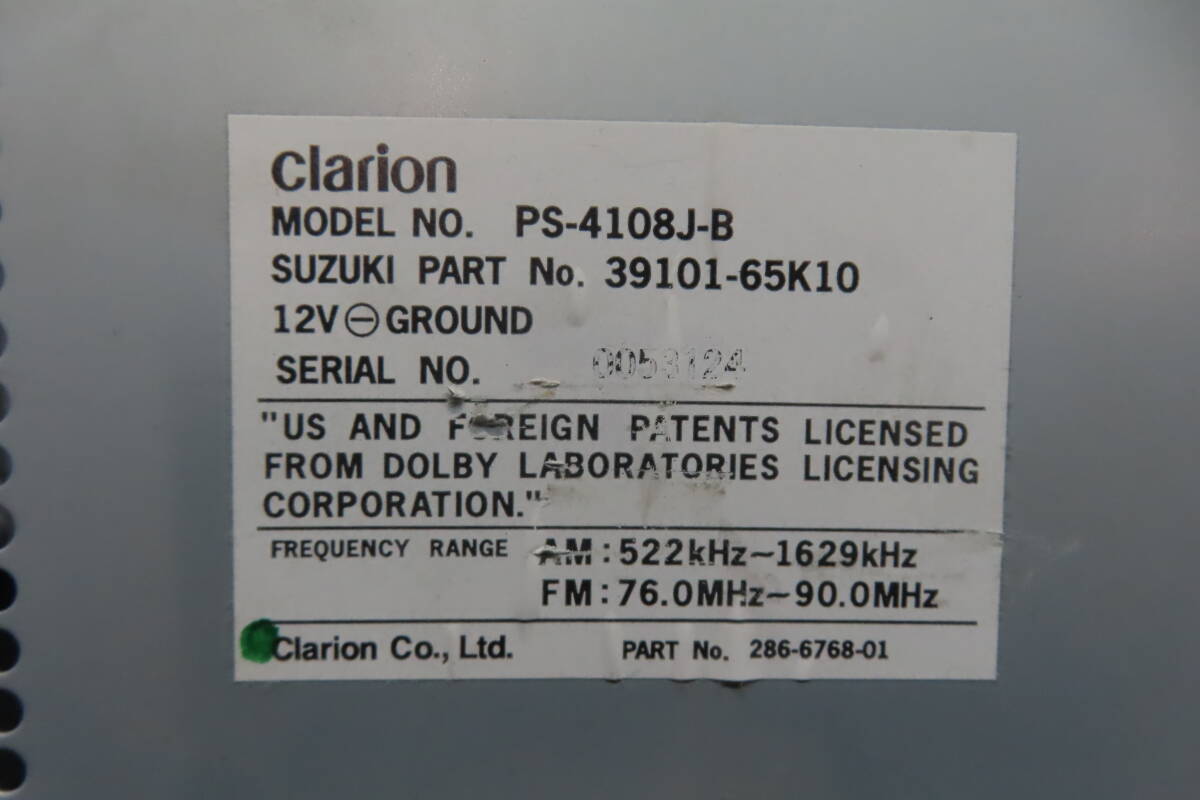 clarion
MODEL NO. PS-4108J-B
SUZUKI PART No. 39101-65K10
12V⊖GROUND
SERIAL NO. 0053124
"US AND FOREIGN PATENTS LICENSED
FROM DOLBY LABORATORIES LICENSING
CORPORATION."
FREQUENCY RANGE AM : 522kHz~1629kHz
FM : 76.0MHz~90.0MHz
Clarion Co., Ltd. PART No. 286-6768-01